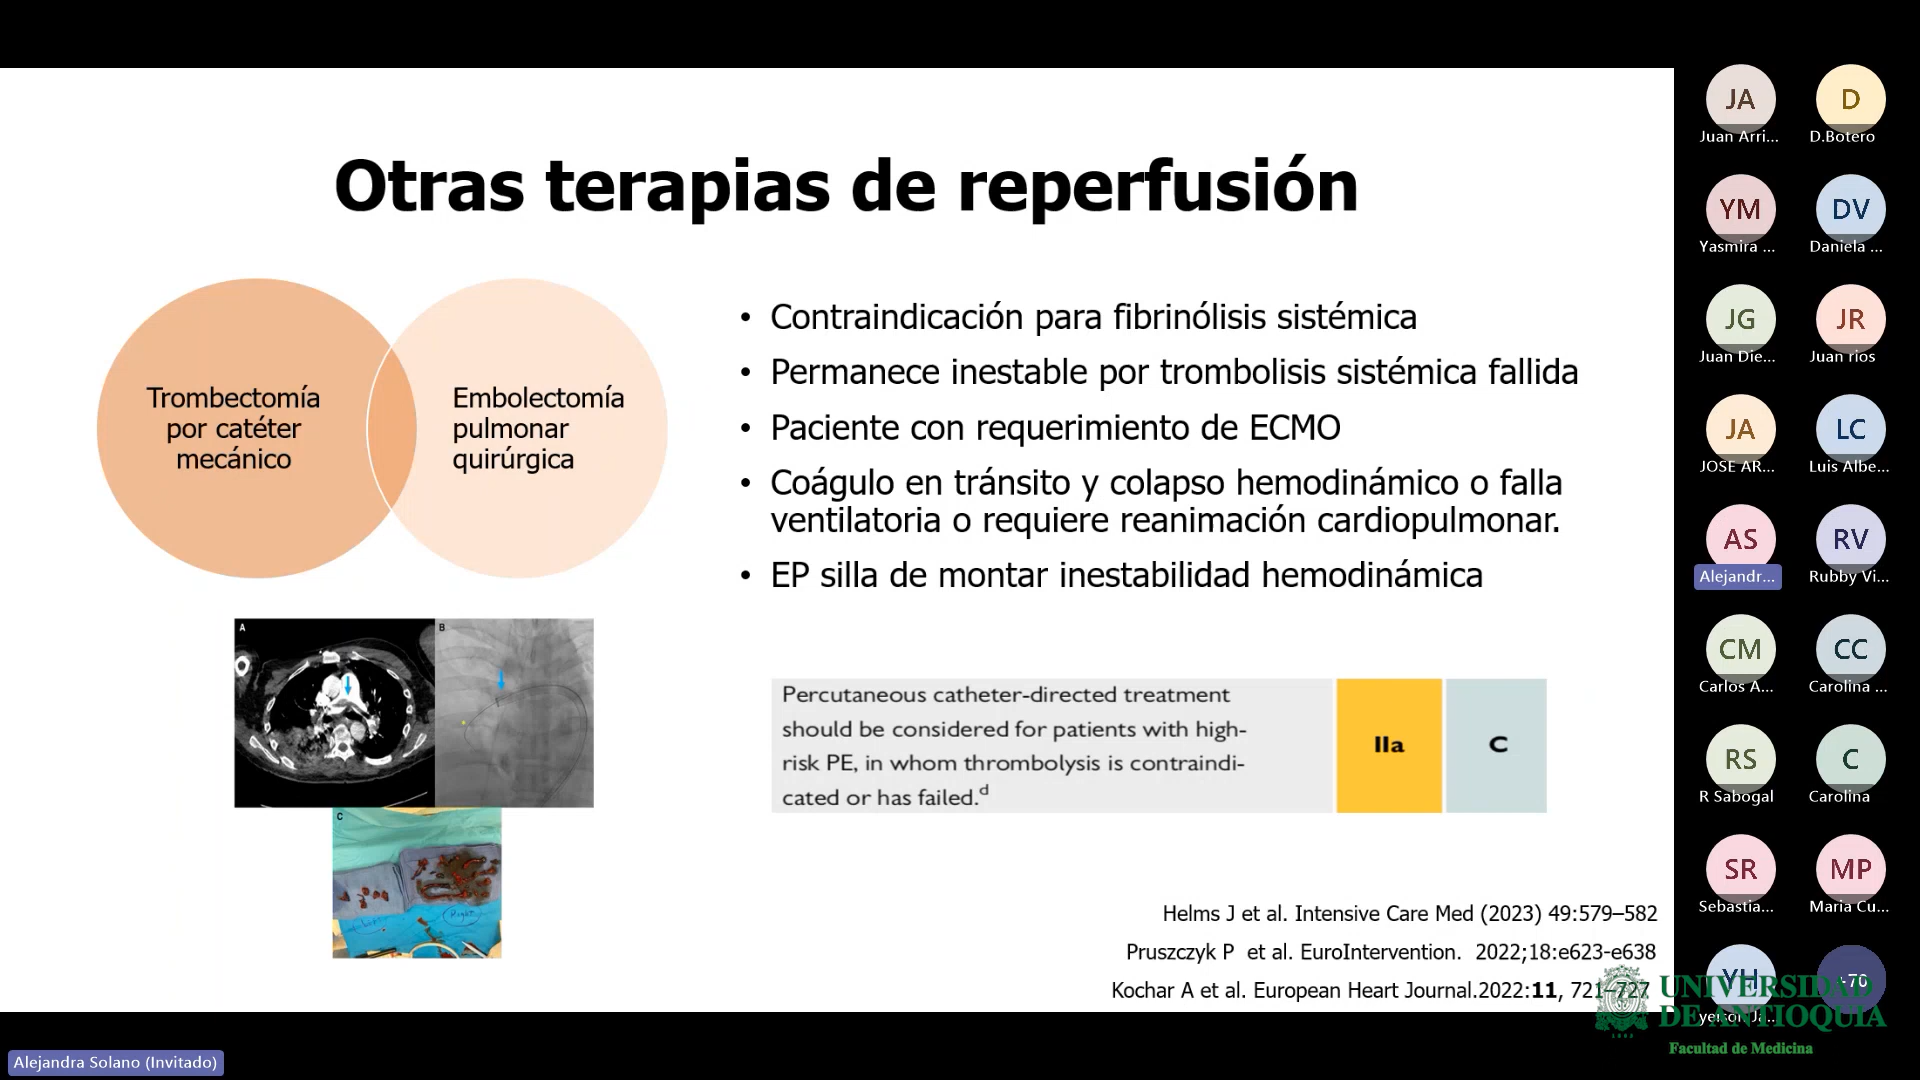 Otras terapias de reperfusión
Trombectomía
por catéter
mecánico
Embolectomía
pulmonar
quirúrgica
• Contraindicación para fibrinólisis sistémica
• Permanece inestable por trombolisis sistémica fallida
• Paciente con requerimiento de ECMO
• Coágulo en tránsito y colapso hemodinámico o falla
ventilatoria o requiere reanimación cardiopulmonar.
• EP silla de montar inestabilidad hemodinámica
A
B
C
Right
Percutaneous catheter-directed treatment
should be considered for patients with high-
risk PE, in whom thrombolysis is contraindi-
cated or has failed.d
IIa
C
Helms J et al. Intensive Care Med (2023) 49:579–582
Pruszczyk P et al. EuroIntervention. 2022;18:e623-e638
Kochar A et al. European Heart Journal.2022:11, 721–727
JA
Juan Arri...
D
D.Botero
YM
Yasmira ...
DV
Daniela ...
JG
Juan Die...
JR
Juan rios
JA
JOSE AR...
LC
Luis Albe...
AS
Alejandr...
RV
Rubby Vi...
CM
Carlos A...
CC
Carolina ...
RS
R Sabogal
C
Carolina
SR
Sebastia...
MP
Maria Cu...
YH
+70
UNIVERSIDAD
DE ANTIOQUIA
Facultad de Medicina
1803
Alejandra Solano (Invitado)